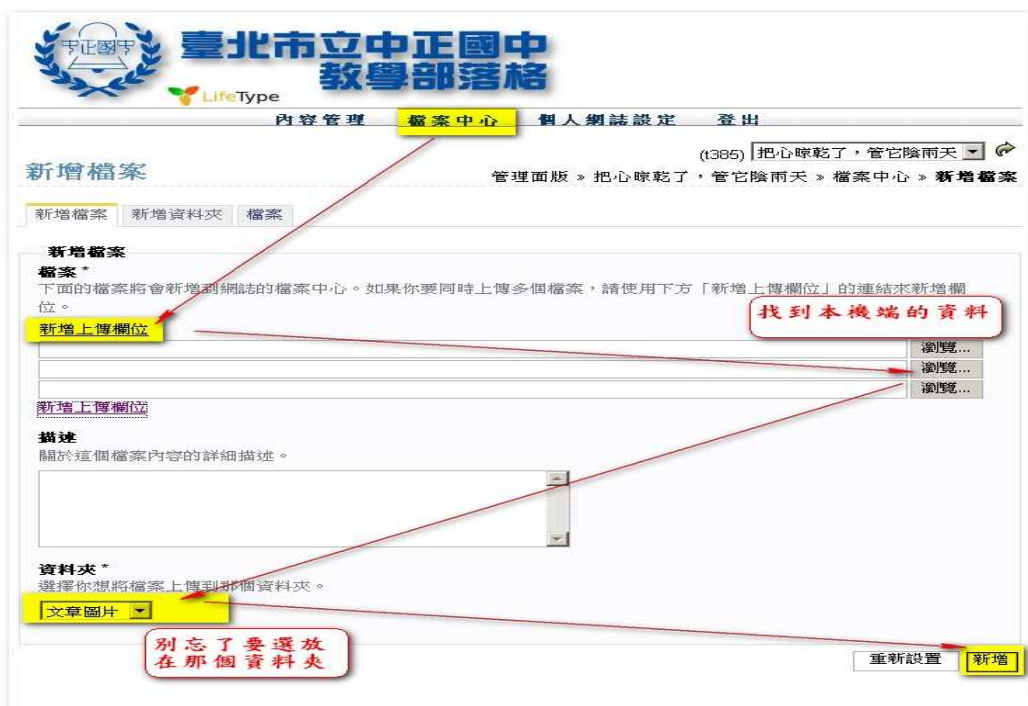 中正國中
臺北市立中正國中
教學部落格
LifeType
內容管理 檔案中心 個人網誌設定 登出
(t385) 把心晾乾了，管它陰雨天
新增檔案
管理面版 » 把心晾乾了，管它陰雨天 » 檔案中心 » 新增檔案
新增檔案 新增資料夾 檔案
新增檔案
檔案 *
下面的檔案將會新增到網誌的檔案中心。如果你要同時上傳多個檔案，請使用下方「新增上傳欄位」的連結來新增欄
位。
找到本機端的資料
新增上傳欄位
瀏覽...
瀏覽...
瀏覽...
新增上傳欄位
描述
關於這個檔案內容的詳細描述。
資料夾 *
選擇你想將檔案上傳到那個資料夾。
文章圖片
別忘了要選放
在那個資料夾
重新設置 新增